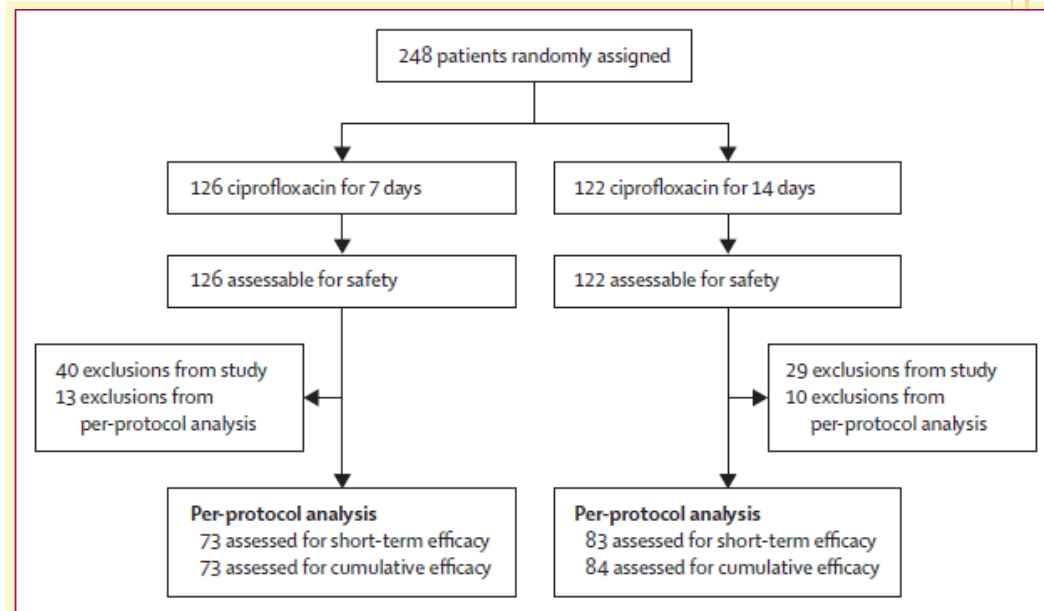 248 patients randomly assigned
126 ciprofloxacin for 7 days
122 ciprofloxacin for 14 days
126 assessable for safety
122 assessable for safety
40 exclusions from study
13 exclusions from
per-protocol analysis
29 exclusions from study
10 exclusions from
per-protocol analysis
Per-protocol analysis
73 assessed for short-term efficacy
73 assessed for cumulative efficacy
Per-protocol analysis
83 assessed for short-term efficacy
84 assessed for cumulative efficacy